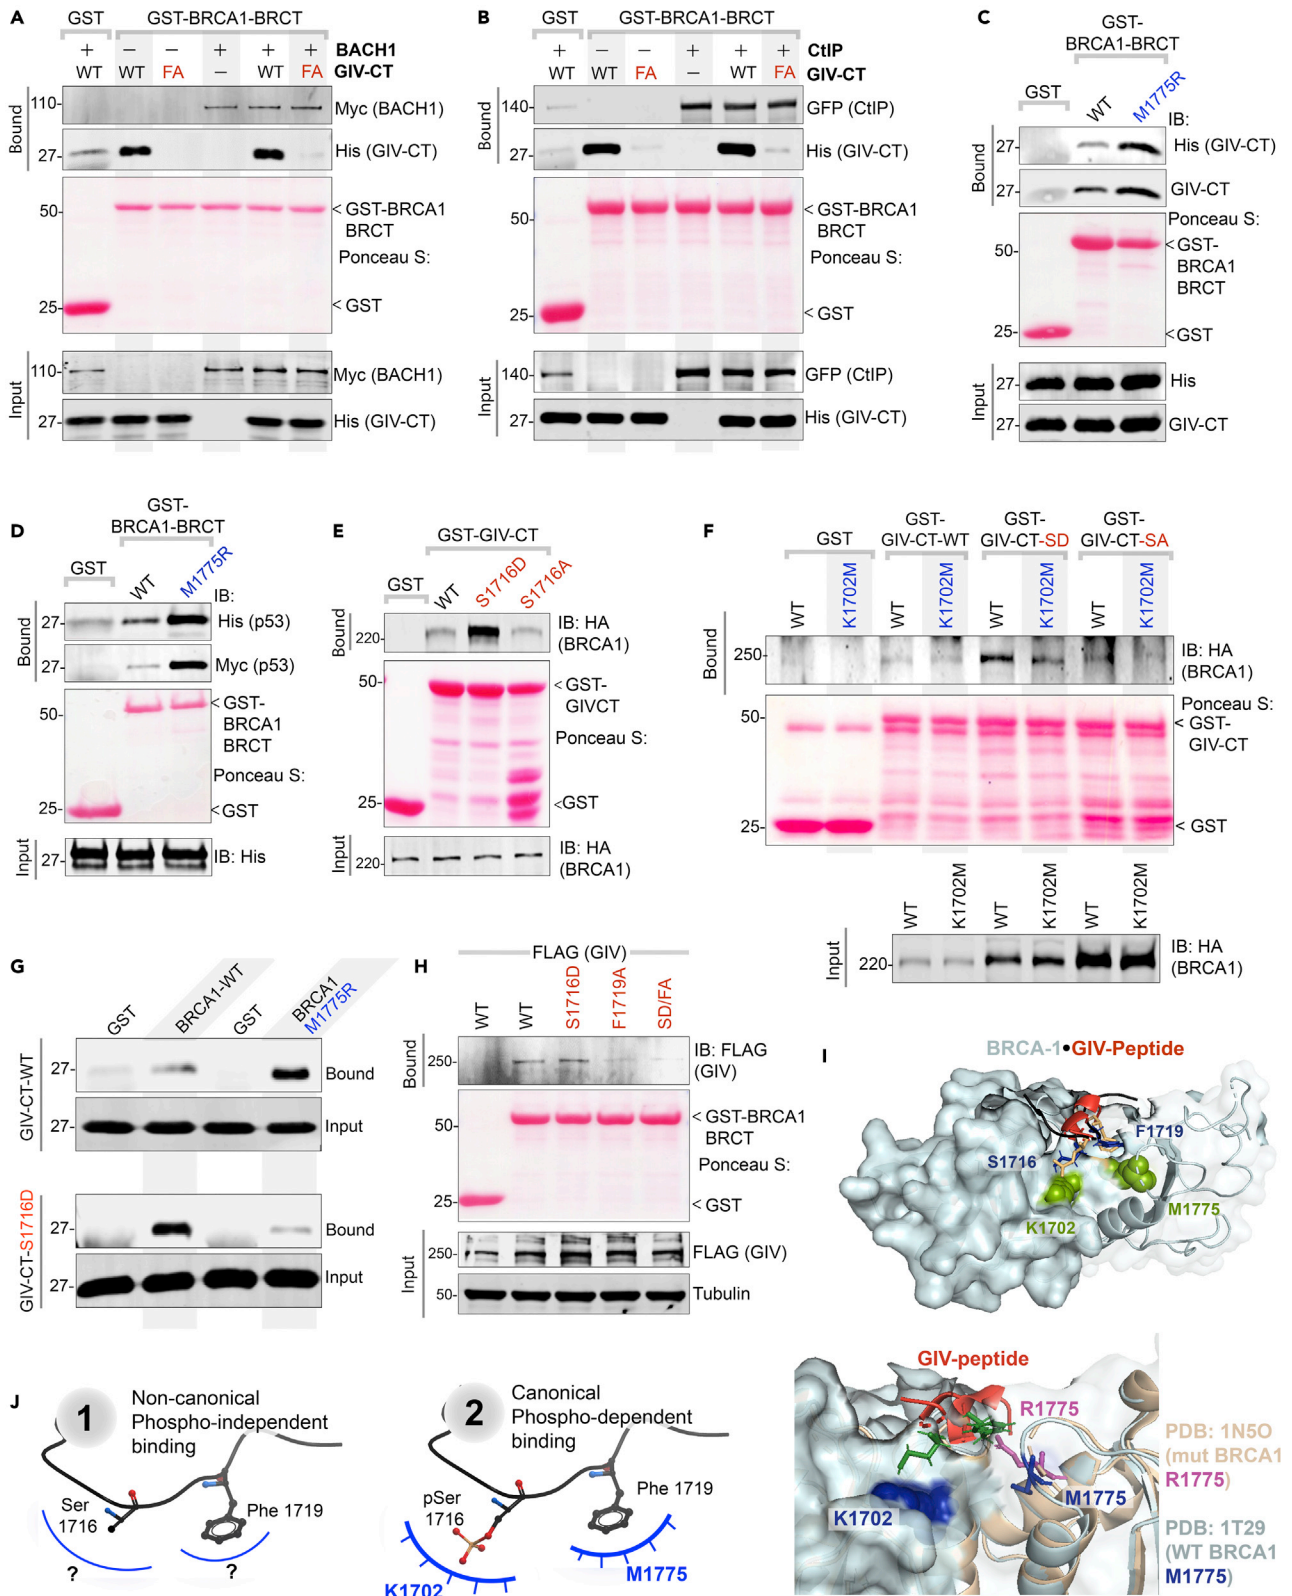 A
GST
GST-BRCA1-BRCT
+ − − + + + BACH1
WT WT FA − WT FA GIV-CT
Bound
110-
Myc (BACH1)
27-
His (GIV-CT)
50-
<GST-BRCA1
BRCT
Ponceau S:
25-
<GST
Input
110-
Myc (BACH1)
27-
His (GIV-CT)
B
GST
GST-BRCA1-BRCT
+ − − + + + CtIP
WT WT FA − WT FA GIV-CT
Bound
140-
GFP (CtIP)
27-
His (GIV-CT)
50-
<GST-BRCA1
BRCT
Ponceau S:
25-
<GST
Input
140-
GFP (CtIP)
27-
His (GIV-CT)
C
GST-
BRCA1-BRCT
GST
WT
M1775R
IB:
Bound
27-
His (GIV-CT)
27-
GIV-CT
Ponceau S:
50-
<GST-
BRCA1
BRCT
25-
<GST
Input
27-
His
27-
GIV-CT
D
GST-
BRCA1-BRCT
GST
WT
M1775R
IB:
Bound
27-
His (p53)
27-
Myc (p53)
50-
<GST-
BRCA1
BRCT
Ponceau S:
25-
<GST
Input
27-
IB: His
E
GST-GIV-CT
GST
WT
S1716D
S1716A
Bound
220-
IB: HA
(BRCA1)
50-
<GST-
GIVCT
Ponceau S:
25-
<GST
Input
220-
IB: HA
(BRCA1)
F
GST
GST-
GIV-CT-WT
GST-
GIV-CT-SD
GST-
GIV-CT-SA
WT K1702M WT K1702M WT K1702M WT K1702M
Bound
250-
IB: HA
(BRCA1)
Ponceau S:
50-
< GST-
GIV-CT
25-
< GST
WT K1702M WT K1702M WT K1702M
Input
220-
IB: HA
(BRCA1)
G
GST
BRCA1-WT
GST
BRCA1
M1775R
GIV-CT-WT
27-
Bound
27-
Input
GIV-CT-S1716D
27-
Bound
27-
Input
H
FLAG (GIV)
WT WT S1716D F1719A SD/FA
Bound
250-
IB: FLAG
(GIV)
50-
< GST-BRCA1
BRCT
Ponceau S:
25-
< GST
Input
250-
FLAG (GIV)
50-
Tubulin
I
BRCA-1•GIV-Peptide
F1719
S1716
M1775
K1702
GIV-peptide
R1775
K1702
M1775
PDB: 1N5O
(mut BRCA1
R1775)
PDB: 1T29
(WT BRCA1
M1775)
J
1
Non-canonical
Phospho-independent
binding
Ser
1716
Phe 1719
?
?
2
Canonical
Phospho-dependent
binding
pSer
1716
Phe 1719
K1702
M1775